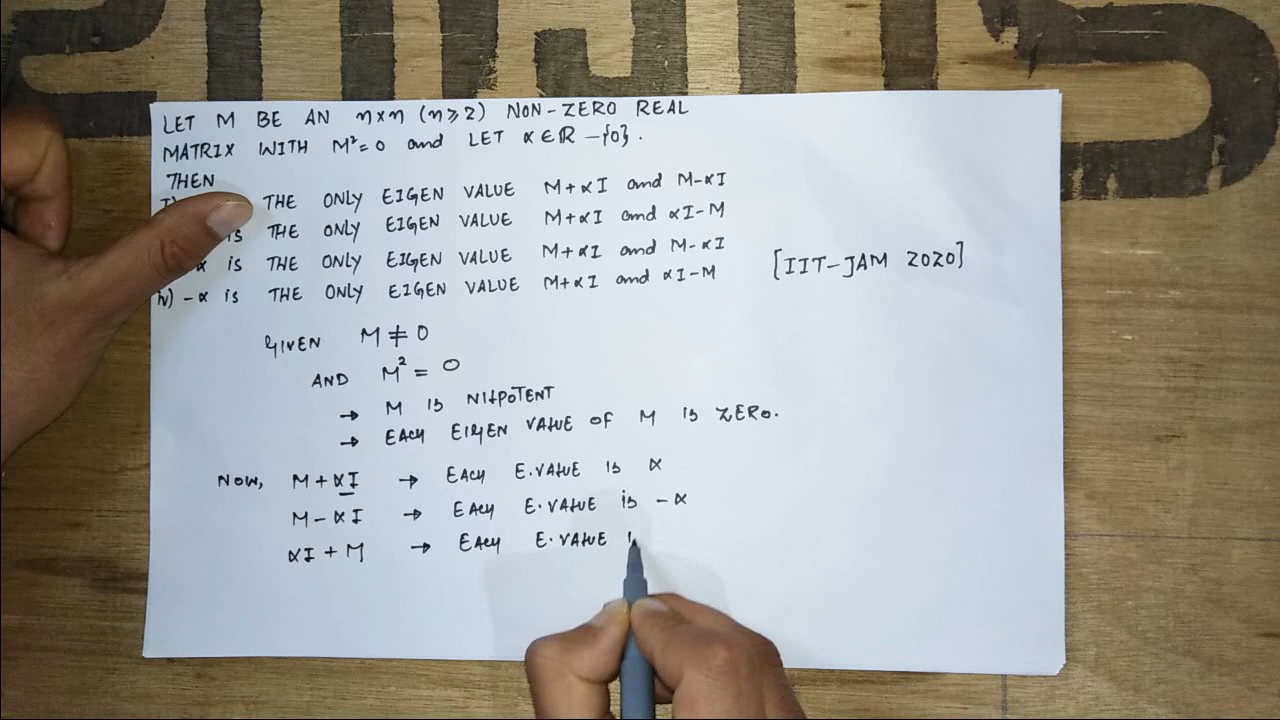 LET M BE AN n×n (n⩾2) NON-ZERO REAL
MATRIX WITH M²=0 and LET α∈ℝ-{0}.
THEN
THE ONLY EIGEN VALUE M+αI and M-αI
is THE ONLY EIGEN VALUE M+αI and αI-M
α is THE ONLY EIGEN VALUE M+αI and M-αI
iv) -α is THE ONLY EIGEN VALUE M+αI and αI-M
[IIT-JAM 2020]
GIVEN M≠0
AND M²=0
→ M is NILPOTENT
→ EACH EIGEN VALUE OF M is ZERO.
NOW, M+αI → EACH E.VALUE is α
M-αI → EACH E.VALUE is -α
αI+M → EACH E.VALUE